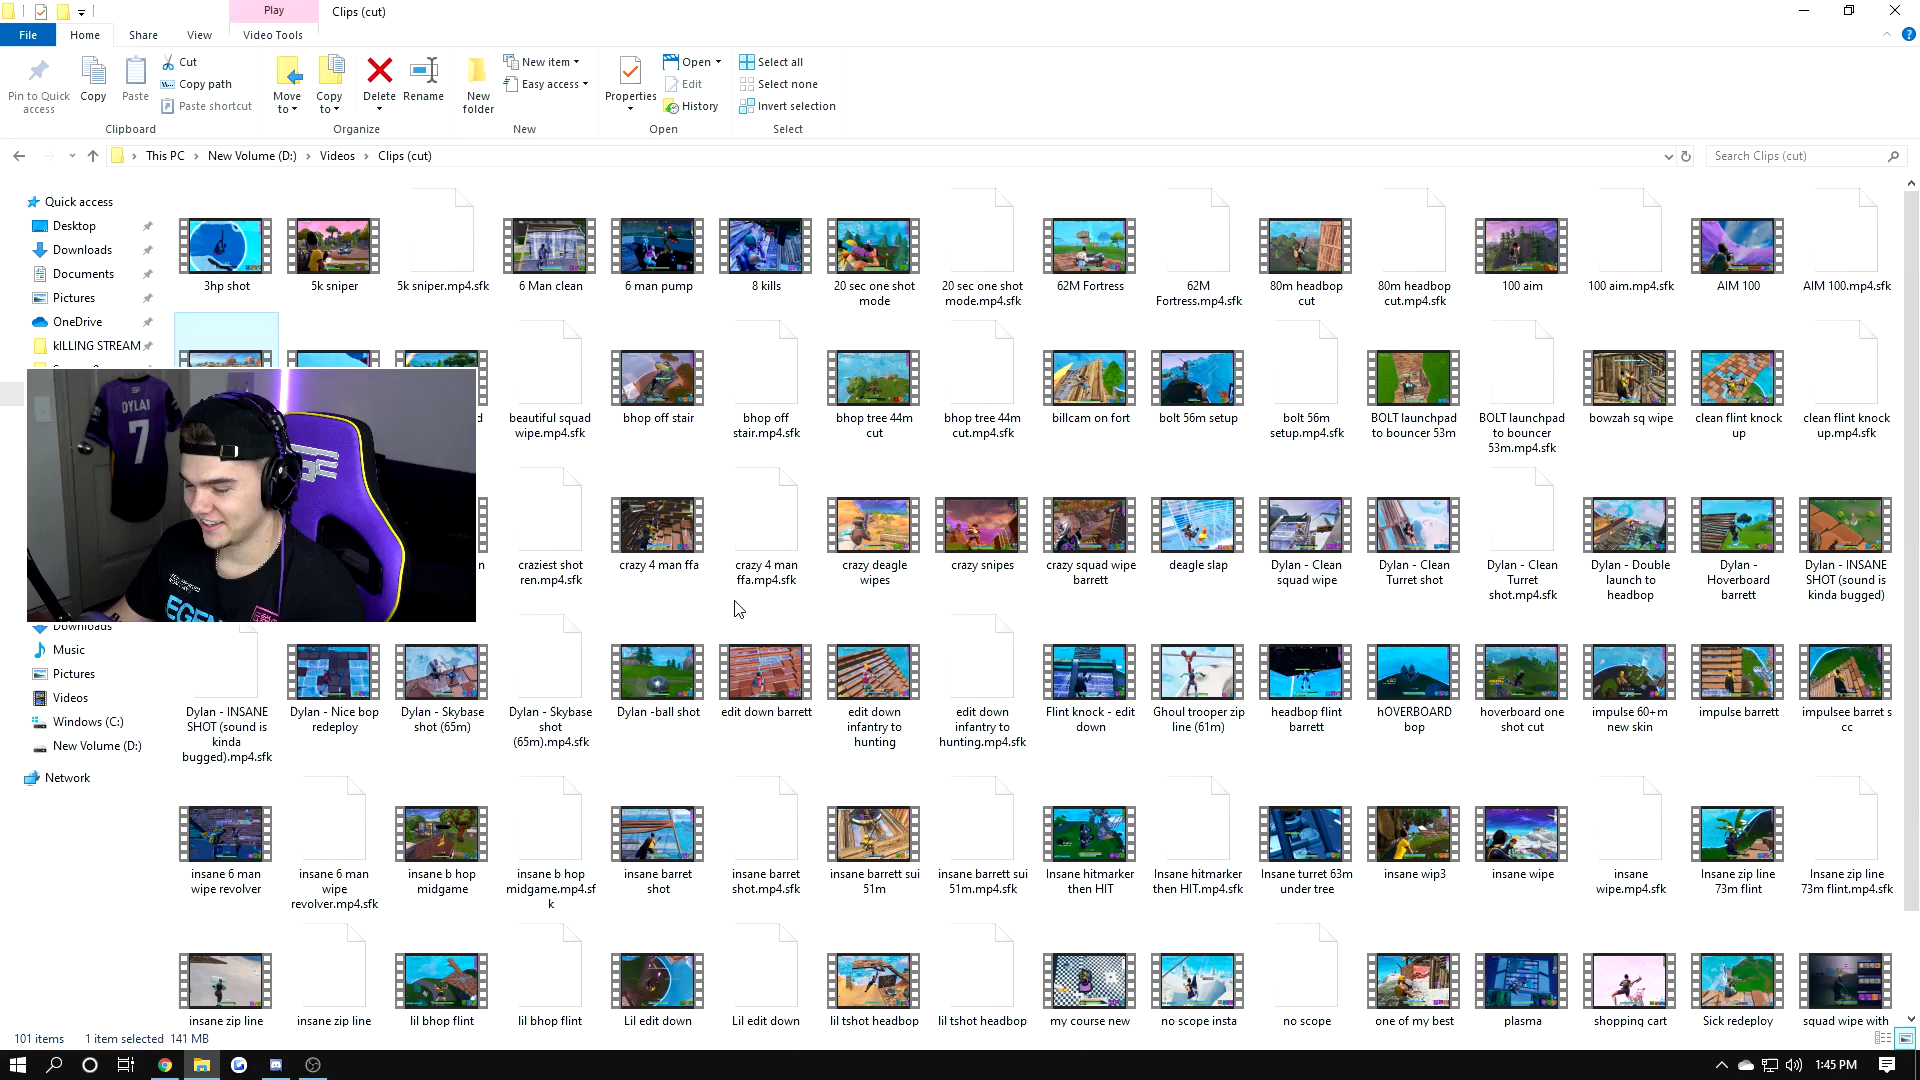 Play
Clips (cut)
File
Home
Share
View
Video Tools
Pin to Quick access
Copy
Paste
Cut
Copy path
Paste shortcut
Clipboard
Move to
Copy to
Delete
Rename
Organize
New folder
New item
Easy access
New
Properties
Open
Edit
History
Open
Select all
Select none
Invert selection
Select
This PC
New Volume (D:)
Videos
Clips (cut)
Search Clips (cut)
Quick access
Desktop
Downloads
Documents
Pictures
OneDrive
kILLING STREAM
Downloads
Music
Pictures
Videos
Windows (C:)
New Volume (D:)
Network
DYLAN
7
3hp shot
5k sniper
5k sniper.mp4.sfk
6 Man clean
6 man pump
8 kills
20 sec one shot mode
20 sec one shot mode.mp4.sfk
62M Fortress
62M Fortress.mp4.sfk
80m headbop cut
80m headbop cut.mp4.sfk
100 aim
100 aim.mp4.sfk
AIM 100
AIM 100.mp4.sfk
beautiful squad wipe.mp4.sfk
bhop off stair
bhop off stair.mp4.sfk
bhop tree 44m cut
bhop tree 44m cut.mp4.sfk
billcam on fort
bolt 56m setup
bolt 56m setup.mp4.sfk
BOLT launchpad to bouncer 53m
BOLT launchpad to bouncer 53m.mp4.sfk
bowzah sq wipe
clean flint knock up
clean flint knock up.mp4.sfk
craziest shot ren.mp4.sfk
crazy 4 man ffa
crazy 4 man ffa.mp4.sfk
crazy deagle wipes
crazy snipes
crazy squad wipe barrett
deagle slap
Dylan - Clean squad wipe
Dylan - Clean Turret shot
Dylan - Clean Turret shot.mp4.sfk
Dylan - Double launch to headbop
Dylan - Hoverboard barrett
Dylan - INSANE SHOT (sound is kinda bugged)
Dylan - INSANE SHOT (sound is kinda bugged).mp4.sfk
Dylan - Nice bop redeploy
Dylan - Skybase shot (65m)
Dylan - Skybase shot (65m).mp4.sfk
Dylan -ball shot
edit down barrett
edit down infantry to hunting
edit down infantry to hunting.mp4.sfk
Flint knock - edit down
Ghoul trooper zip line (61m)
headbop flint barrett
hOVERBOARD bop
hoverboard one shot cut
impulse 60+m new skin
impulse barrett
impulsee barret s cc
insane 6 man wipe revolver
insane 6 man wipe revolver.mp4.sfk
insane b hop midgame
insane b hop midgame.mp4.sfk
insane barret shot
insane barret shot.mp4.sfk
insane barrett sui 51m
insane barrett sui 51m.mp4.sfk
Insane hitmarker then HIT
Insane hitmarker then HIT.mp4.sfk
Insane turret 63m under tree
insane wip3
insane wipe
insane wipe.mp4.sfk
Insane zip line 73m flint
Insane zip line 73m flint.mp4.sfk
insane zip line
insane zip line
lil bhop flint
lil bhop flint
Lil edit down
Lil edit down
lil tshot headbop
lil tshot headbop
my course new
no scope insta
no scope
one of my best
plasma
shopping cart
Sick redeploy
squad wipe with
101 items
1 item selected 141 MB
1:45 PM